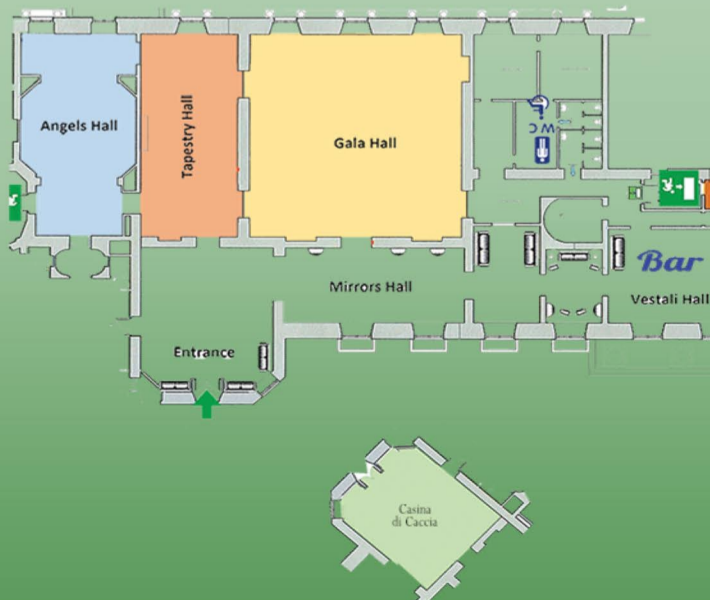 Angels Hall
Tapestry Hall
Gala Hall
WC
Mirrors Hall
Bar
Vestali Hall
Entrance
Casina
di Caccia